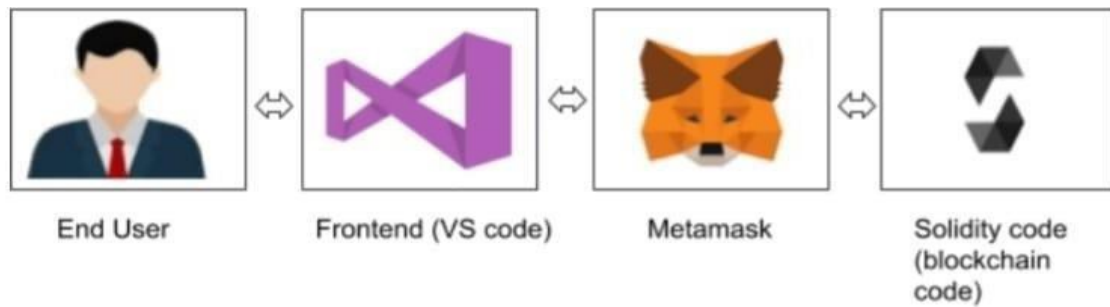 End User
Frontend (VS code)
Metamask
Solidity code
(blockchain
code)